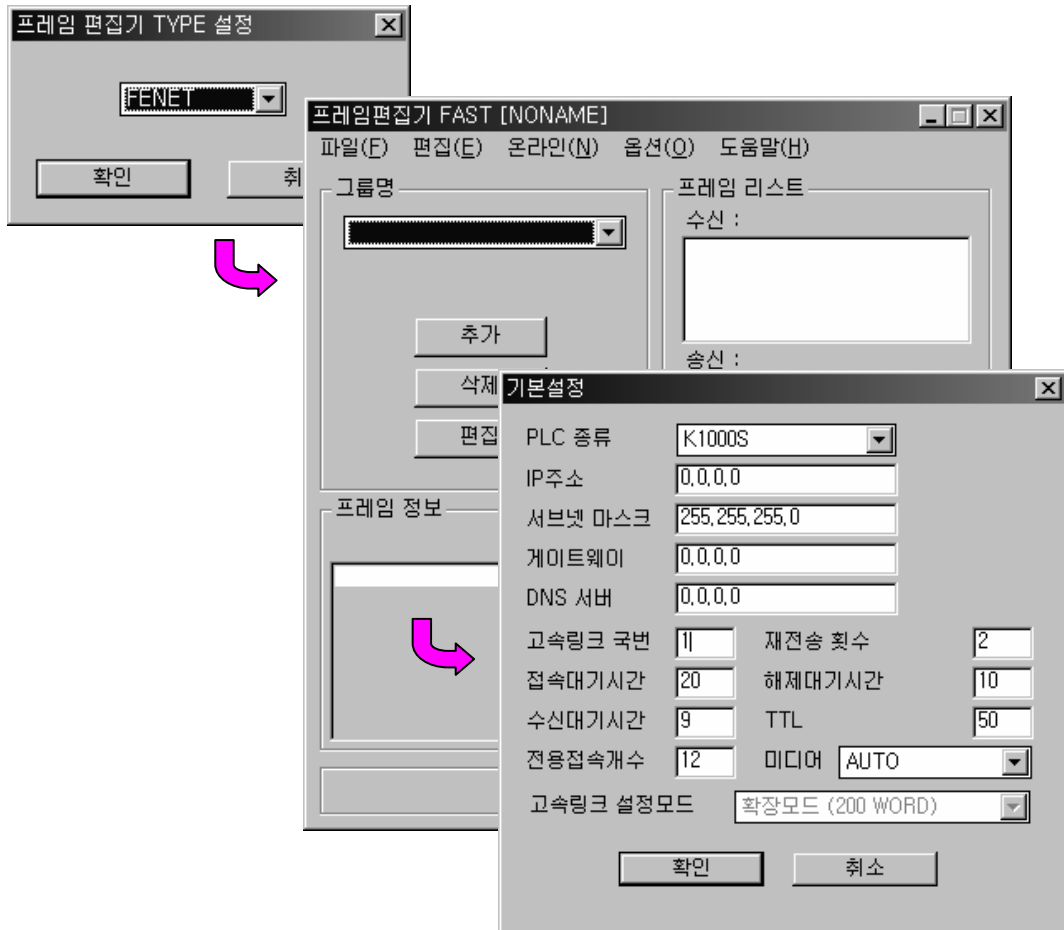 프레임 편집기 TYPE 설정
FENET
확인
취
프레임편집기 FAST [NONAME]
파일(F) 편집(E) 온라인(N) 옵션(O) 도움말(H)
그룹명
프레임 리스트
수신 :
추가
송신 :
삭제
편집
프레임 정보
기본설정
PLC 종류 K1000S
IP주소 0,0,0,0
서브넷 마스크 255,255,255,0
게이트웨이 0,0,0,0
DNS 서버 0,0,0,0
고속링크 국번 1 재전송 횟수 2
접속대기시간 20 해제대기시간 10
수신대기시간 9 TTL 50
전용접속개수 12 미디어 AUTO
고속링크 설정모드 확장모드 (200 WORD)
확인 취소